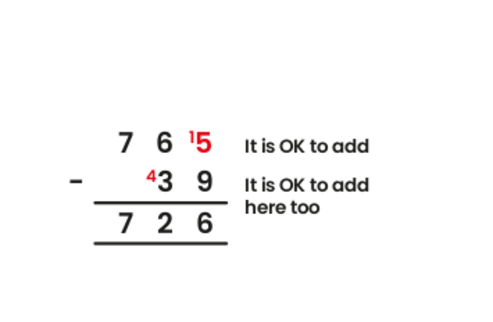 7 6 ¹5 It is OK to add
- ⁴3 9 It is OK to add
here too
7 2 6